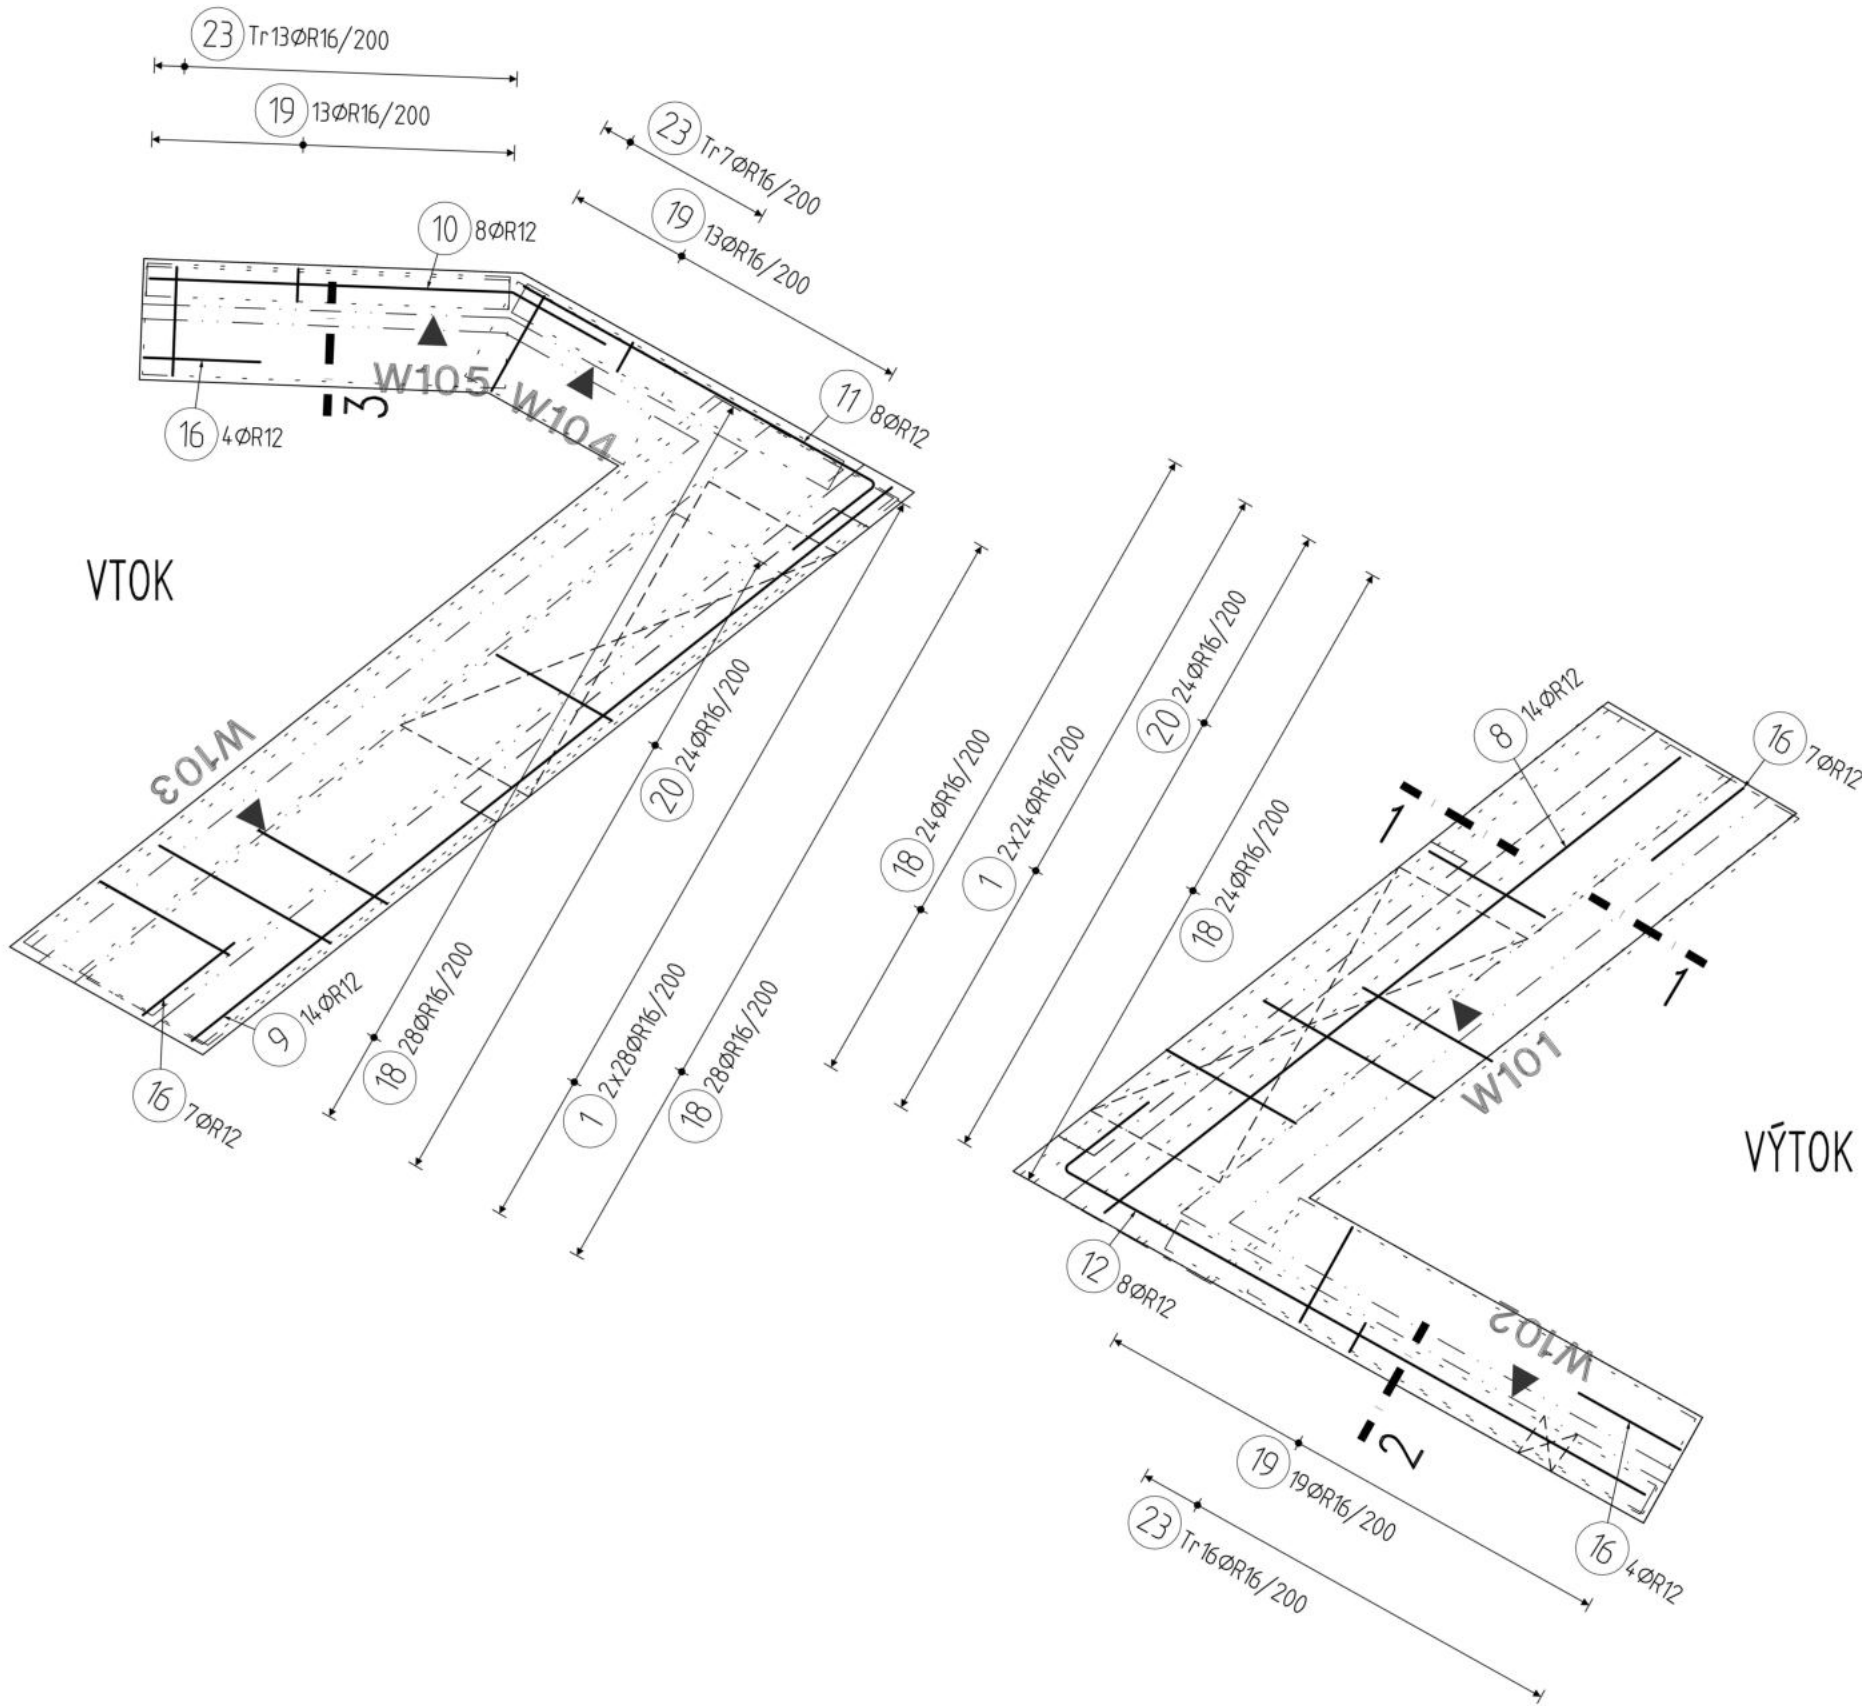 23 Tr13ØR16/200
19 13ØR16/200
23 Tr7ØR16/200
19 13ØR16/200
10 8ØR12
W105
W104
3
16 4ØR12
11 8ØR12
VTOK
W103
20 24ØR16/200
18 28ØR16/200
1 2x28ØR16/200
18 28ØR16/200
9 14ØR12
16 7ØR12
18 24ØR16/200
1 2x24ØR16/200
20 24ØR16/200
18 24ØR16/200
8 14ØR12
16 7ØR12
1
1
W101
VÝTOK
12 8ØR12
W102
2
19 19ØR16/200
23 Tr16ØR16/200
16 4ØR12